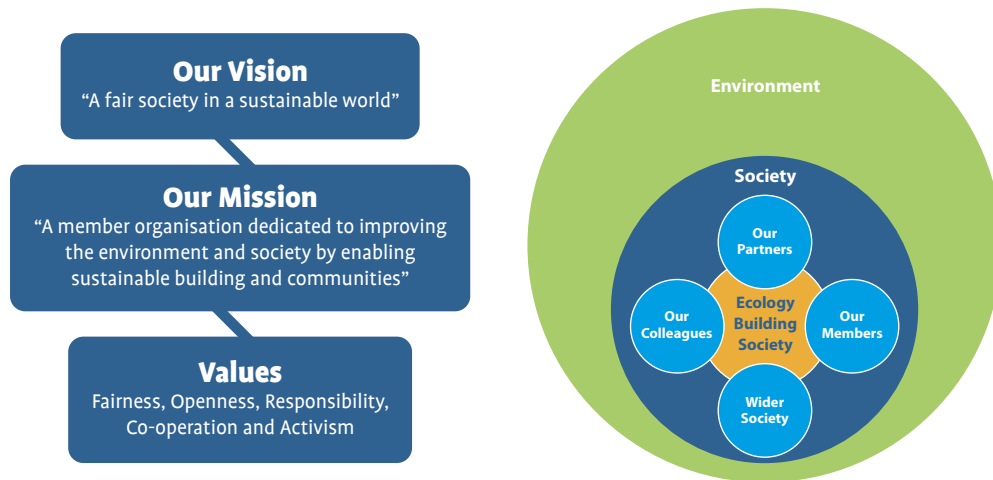 Our Vision
“A fair society in a sustainable world”
Our Mission
“A member organisation dedicated to improving
the environment and society by enabling
sustainable building and communities”
Values
Fairness, Openness, Responsibility,
Co-operation and Activism
Environment
Society
Our
Partners
Our
Colleagues
Ecology
Building
Society
Our
Members
Wider
Society